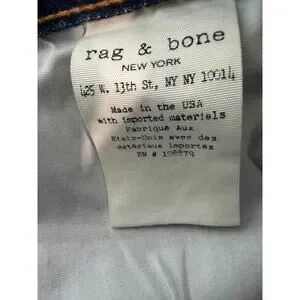 rag & bone
NEW YORK
425 W. 13th St, NY NY 10014
Made in the USA
with imported materials
Fabriqué Aux
Etats-Unis avec des
matériaux importés
RN # 108879